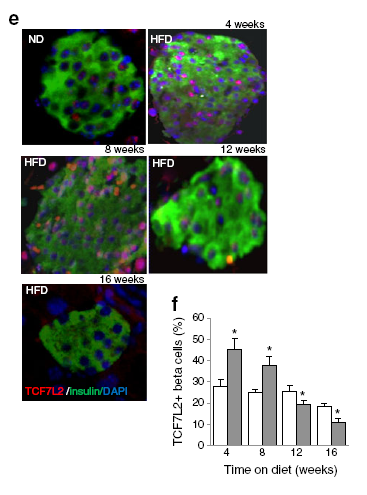 e
4 weeks
ND
HFD
8 weeks
12 weeks
HFD
HFD
16 weeks
HFD
TCF7L2/insulin/DAPI
f
TCF7L2+ beta cells (%)
60
50
40
30
20
10
0
* * * *
4 8 12 16
Time on diet (weeks)